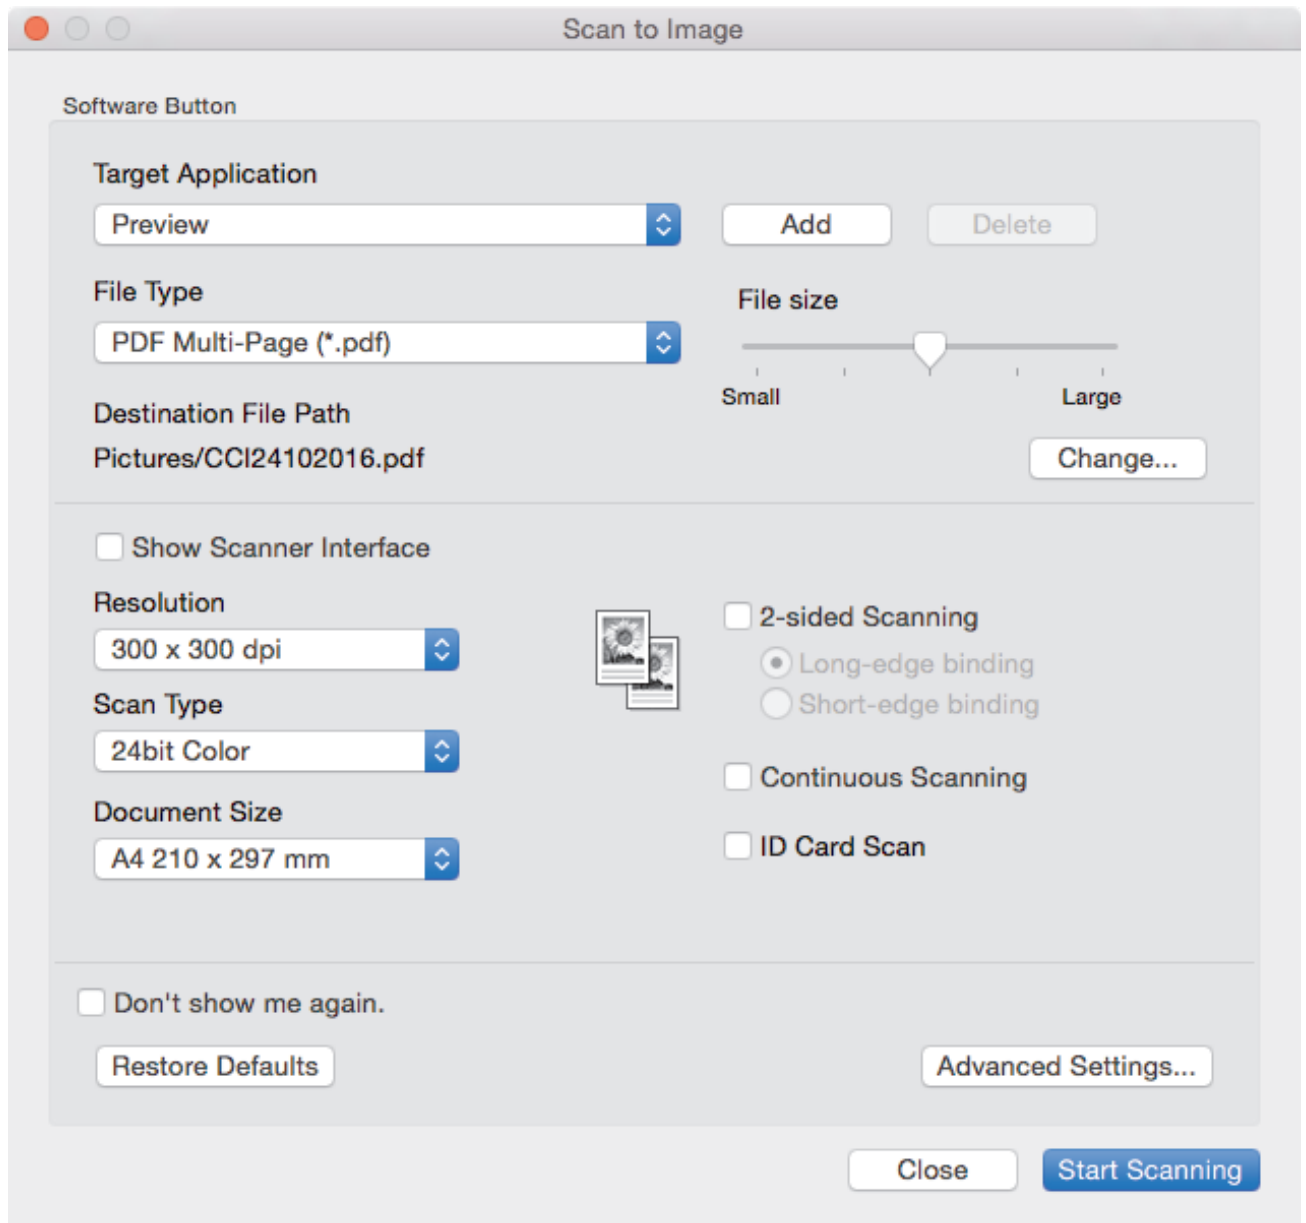 Scan to Image
Software Button
Target Application
Preview
Add
Delete
File Type
File size
PDF Multi-Page (*.pdf)
Small
Large
Destination File Path
Pictures/CCI24102016.pdf
Change...
Show Scanner Interface
Resolution
300 x 300 dpi
2-sided Scanning
Long-edge binding
Short-edge binding
Scan Type
24bit Color
Continuous Scanning
Document Size
A4 210 x 297 mm
ID Card Scan
Don't show me again.
Restore Defaults
Advanced Settings...
Close
Start Scanning